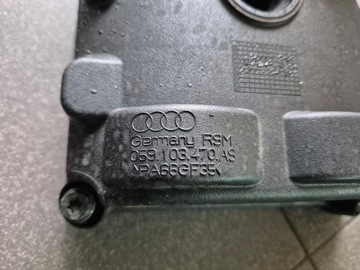 Germany RSM
059.103.470.AS
>PA66GF35<